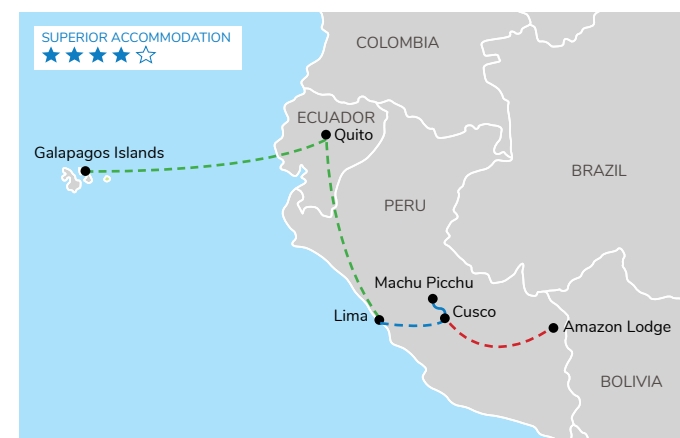 SUPERIOR ACCOMMODATION
COLOMBIA
ECUADOR
Quito
Galapagos Islands
BRAZIL
PERU
Machu Picchu
Lima
Cusco
Amazon Lodge
BOLIVIA